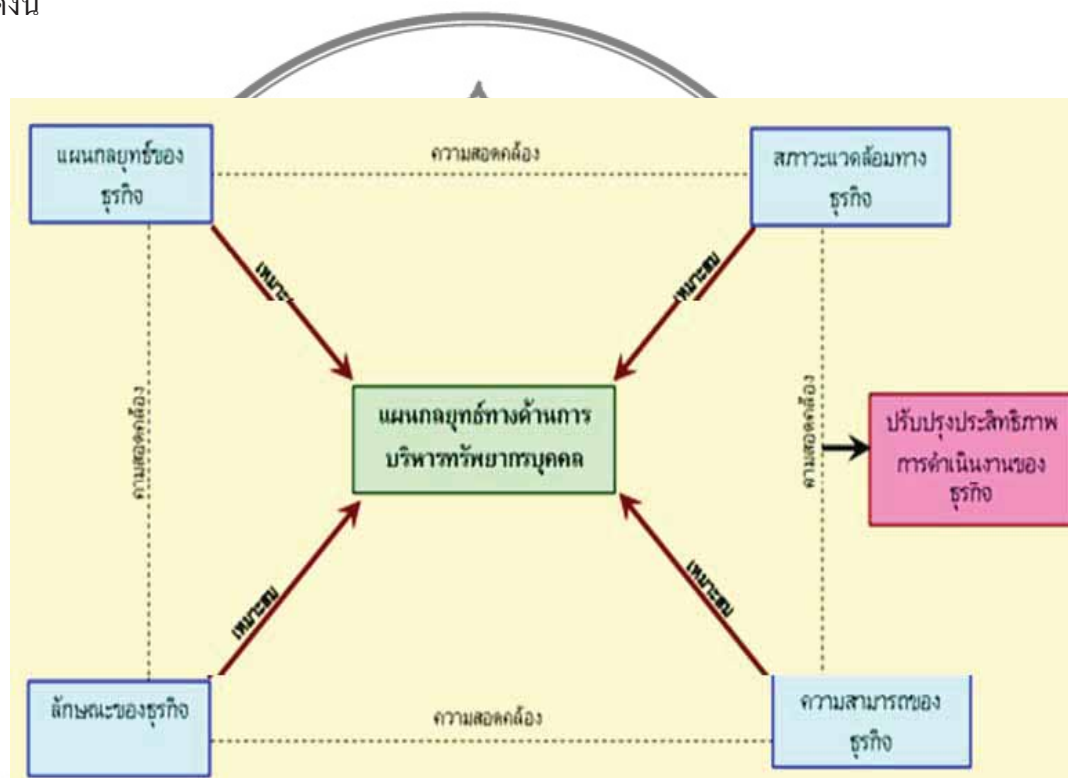 ดังนี้
แผนกลยุทธ์ของ
ธุรกิจ
ความสอดคล้อง
สภาวะแวดล้อมทาง
ธุรกิจ
เหมาะ
เหมาะสม
ความสอดคล้อง
แผนกลยุทธ์ทางด้านการ
บริหารทรัพยากรบุคคล
ความสอดคล้อง
ปรับปรุงประสิทธิภาพ
การดำเนินงานของ
ธุรกิจ
เหมาะสม
เหมาะสม
ลักษณะของธุรกิจ
ความสอดคล้อง
ความสามารถของ
ธุรกิจ